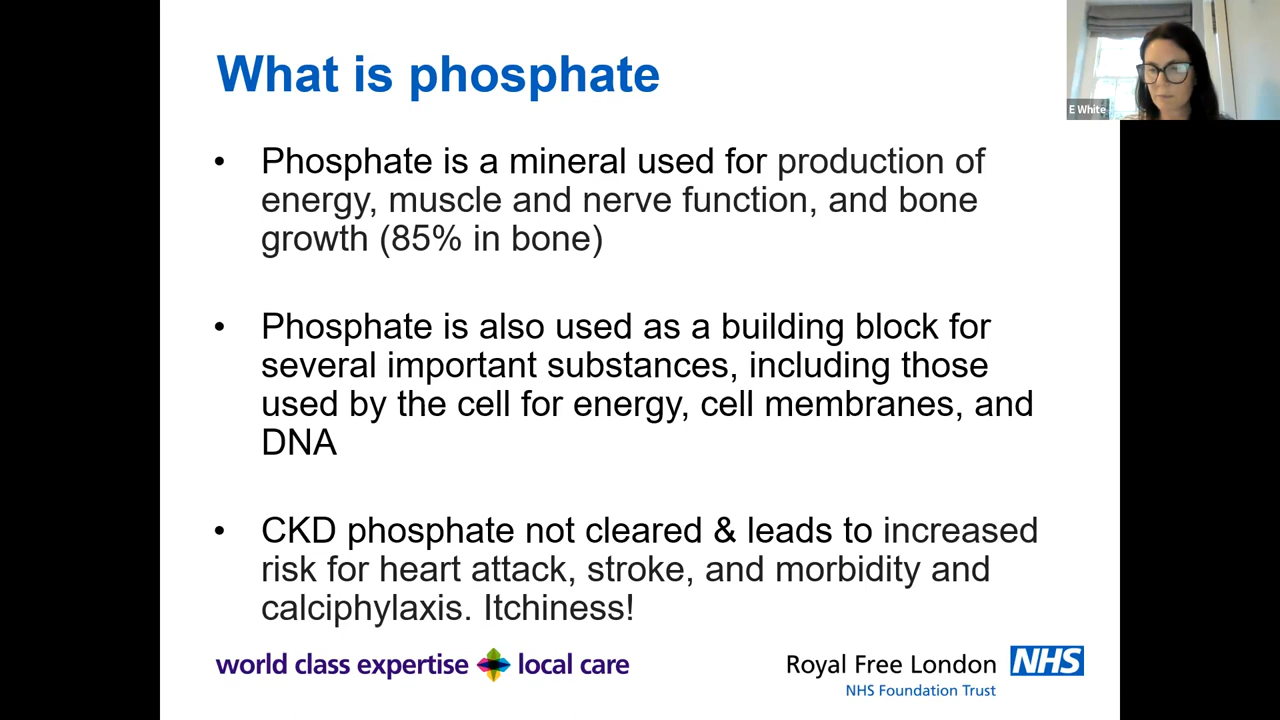 What is phosphate
E White
• Phosphate is a mineral used for production of
energy, muscle and nerve function, and bone
growth (85% in bone)
• Phosphate is also used as a building block for
several important substances, including those
used by the cell for energy, cell membranes, and
DNA
• CKD phosphate not cleared & leads to increased
risk for heart attack, stroke, and morbidity and
calciphylaxis. Itchiness!
world class expertise local care
Royal Free London NHS
NHS Foundation Trust